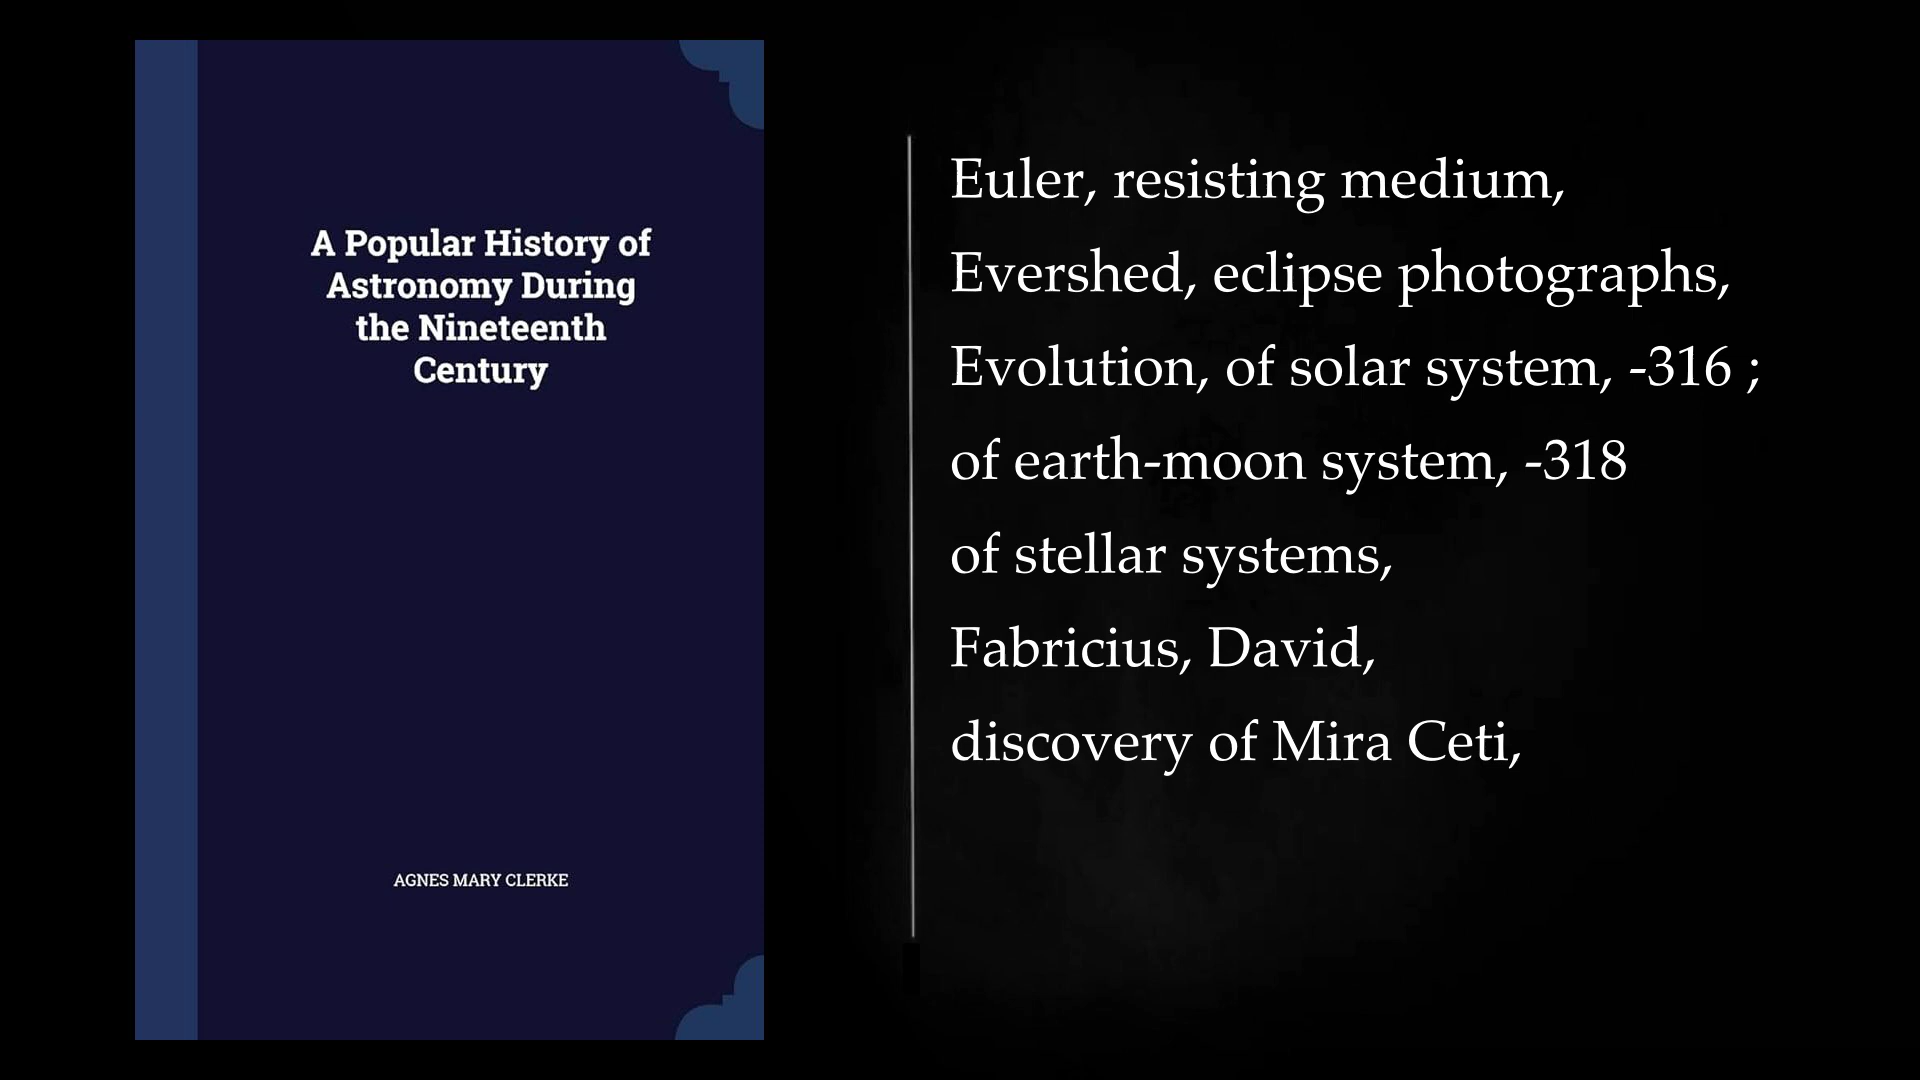 A Popular History of
Astronomy During
the Nineteenth
Century
AGNES MARY CLERKE
Euler, resisting medium,
Evershed, eclipse photographs,
Evolution, of solar system, -316 ;
of earth-moon system, -318
of stellar systems,
Fabricius, David,
discovery of Mira Ceti,